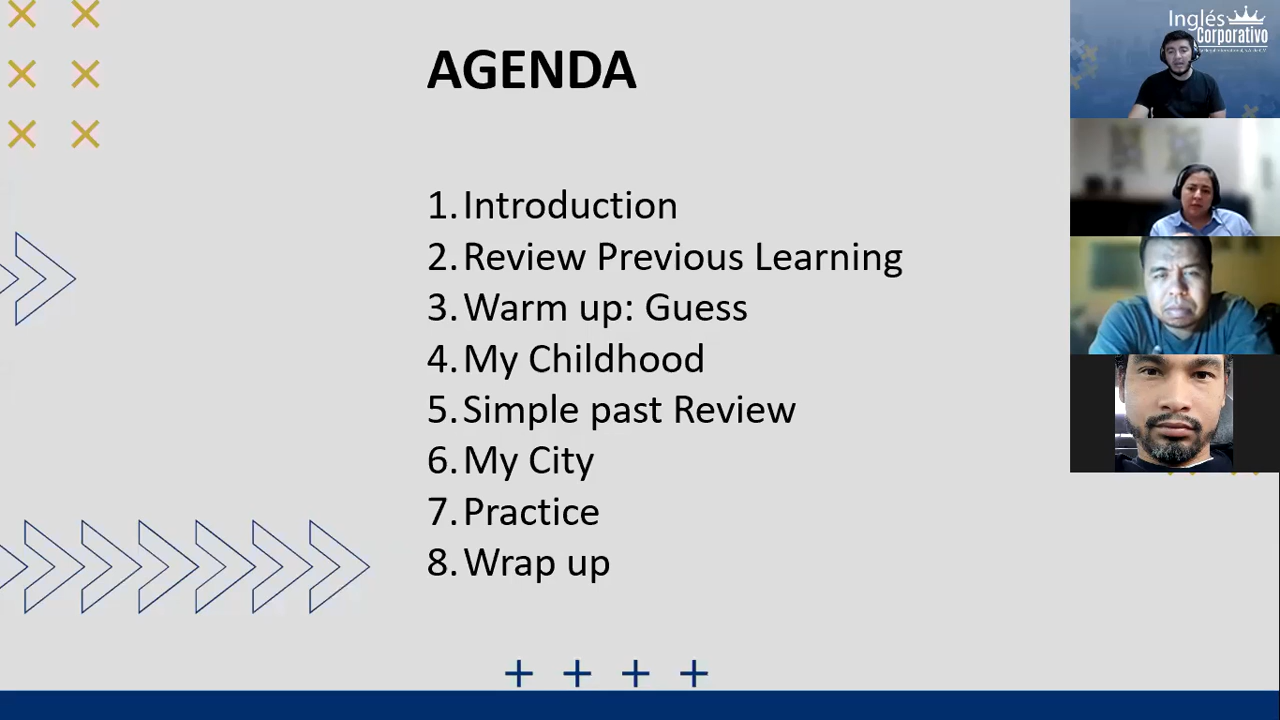 AGENDA
1. Introduction
2. Review Previous Learning
3. Warm up: Guess
4. My Childhood
5. Simple past Review
6. My City
7. Practice
8. Wrap up
Inglés
Corporativo